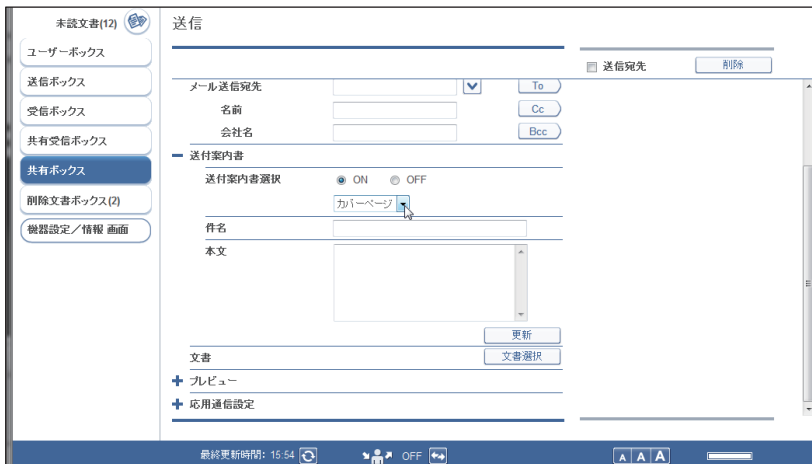 未読文書(12)
送信
ユーザーボックス
送信ボックス
受信ボックス
共有受信ボックス
共有ボックス
削除文書ボックス(2)
機器設定／情報 画面
送信宛先
削除
メール送信宛先
To
名前
Cc
会社名
Bcc
送付案内書
送付案内書選択
ON
OFF
カバーページ
件名
本文
更新
文書
文書選択
プレビュー
応用通信設定
最終更新時間: 15:54
OFF
A A A